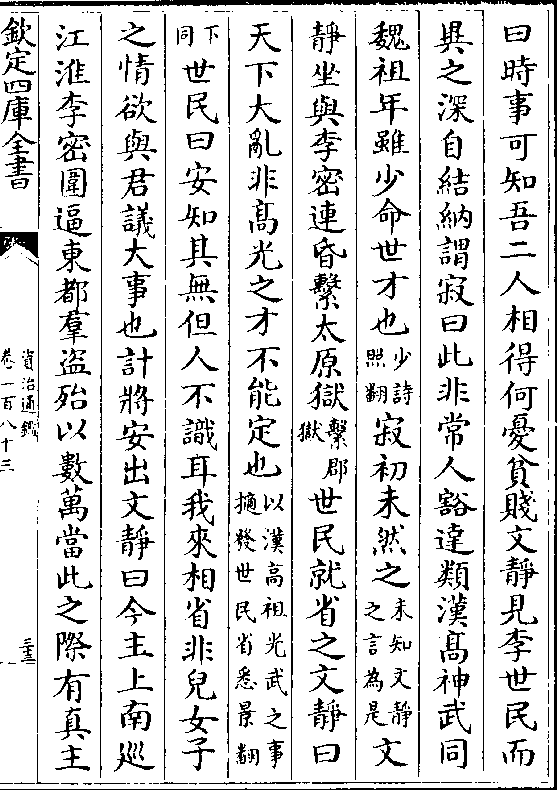 曰時事可知吾二人相得何憂貧賤文靜見李世民而
異之深自結納謂寂曰此非常人豁達類漢髙神武同
魏祖年雖少命世才也少詩照翻寂初未然之未知文靜之言為是文
靜坐與李密連昏繫太原獄繫郡獄世民就省之文靜曰
天下大亂非髙光之才不能定也以漢高祖光武之事擿發世民省悉景翻
下同世民曰安知其無但人不識耳我來相省非兒女子
之情欲與君議大事也計將安出文靜曰今主上南廵
江淮李密圍逼東都羣盗殆以數萬當此之際有真主
欽定四庫全書
資治通鑑
卷一百八十三